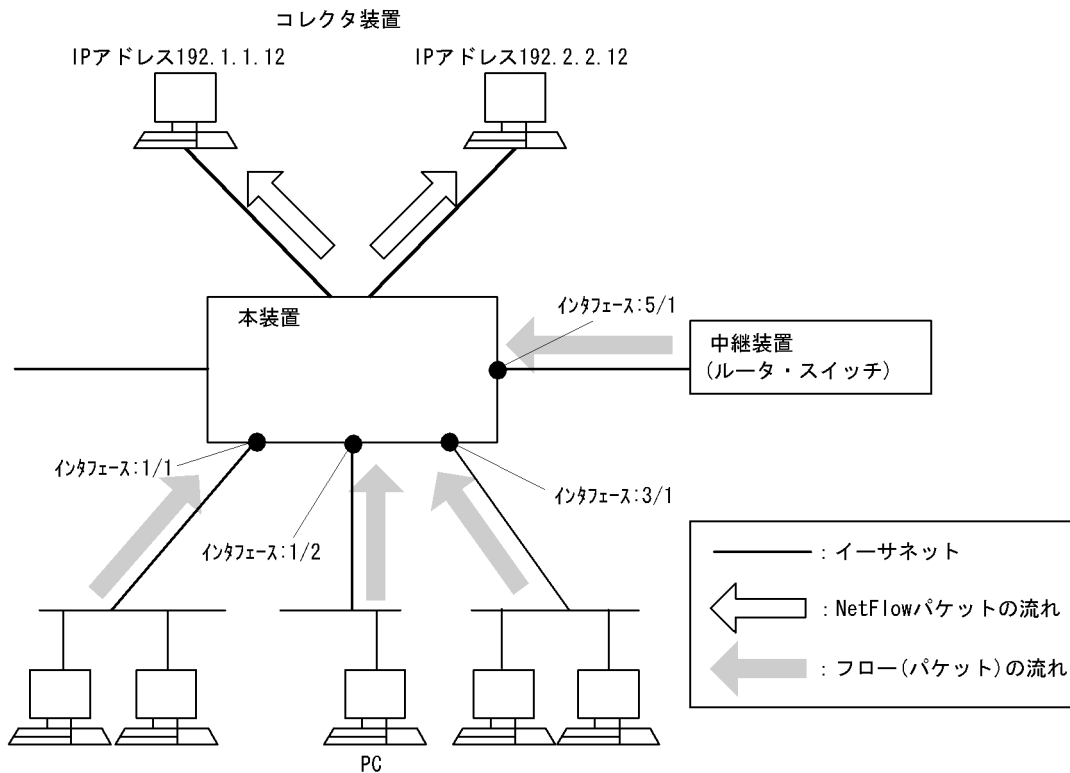 コレクタ装置
IPアドレス192.1.1.12
IPアドレス192.2.2.12
本装置
インタフェース:5/1
中継装置
(ルータ・スイッチ)
インタフェース:1/1
インタフェース:1/2
インタフェース:3/1
:イーサネット
:NetFlowパケットの流れ
:フロー(パケット)の流れ
PC